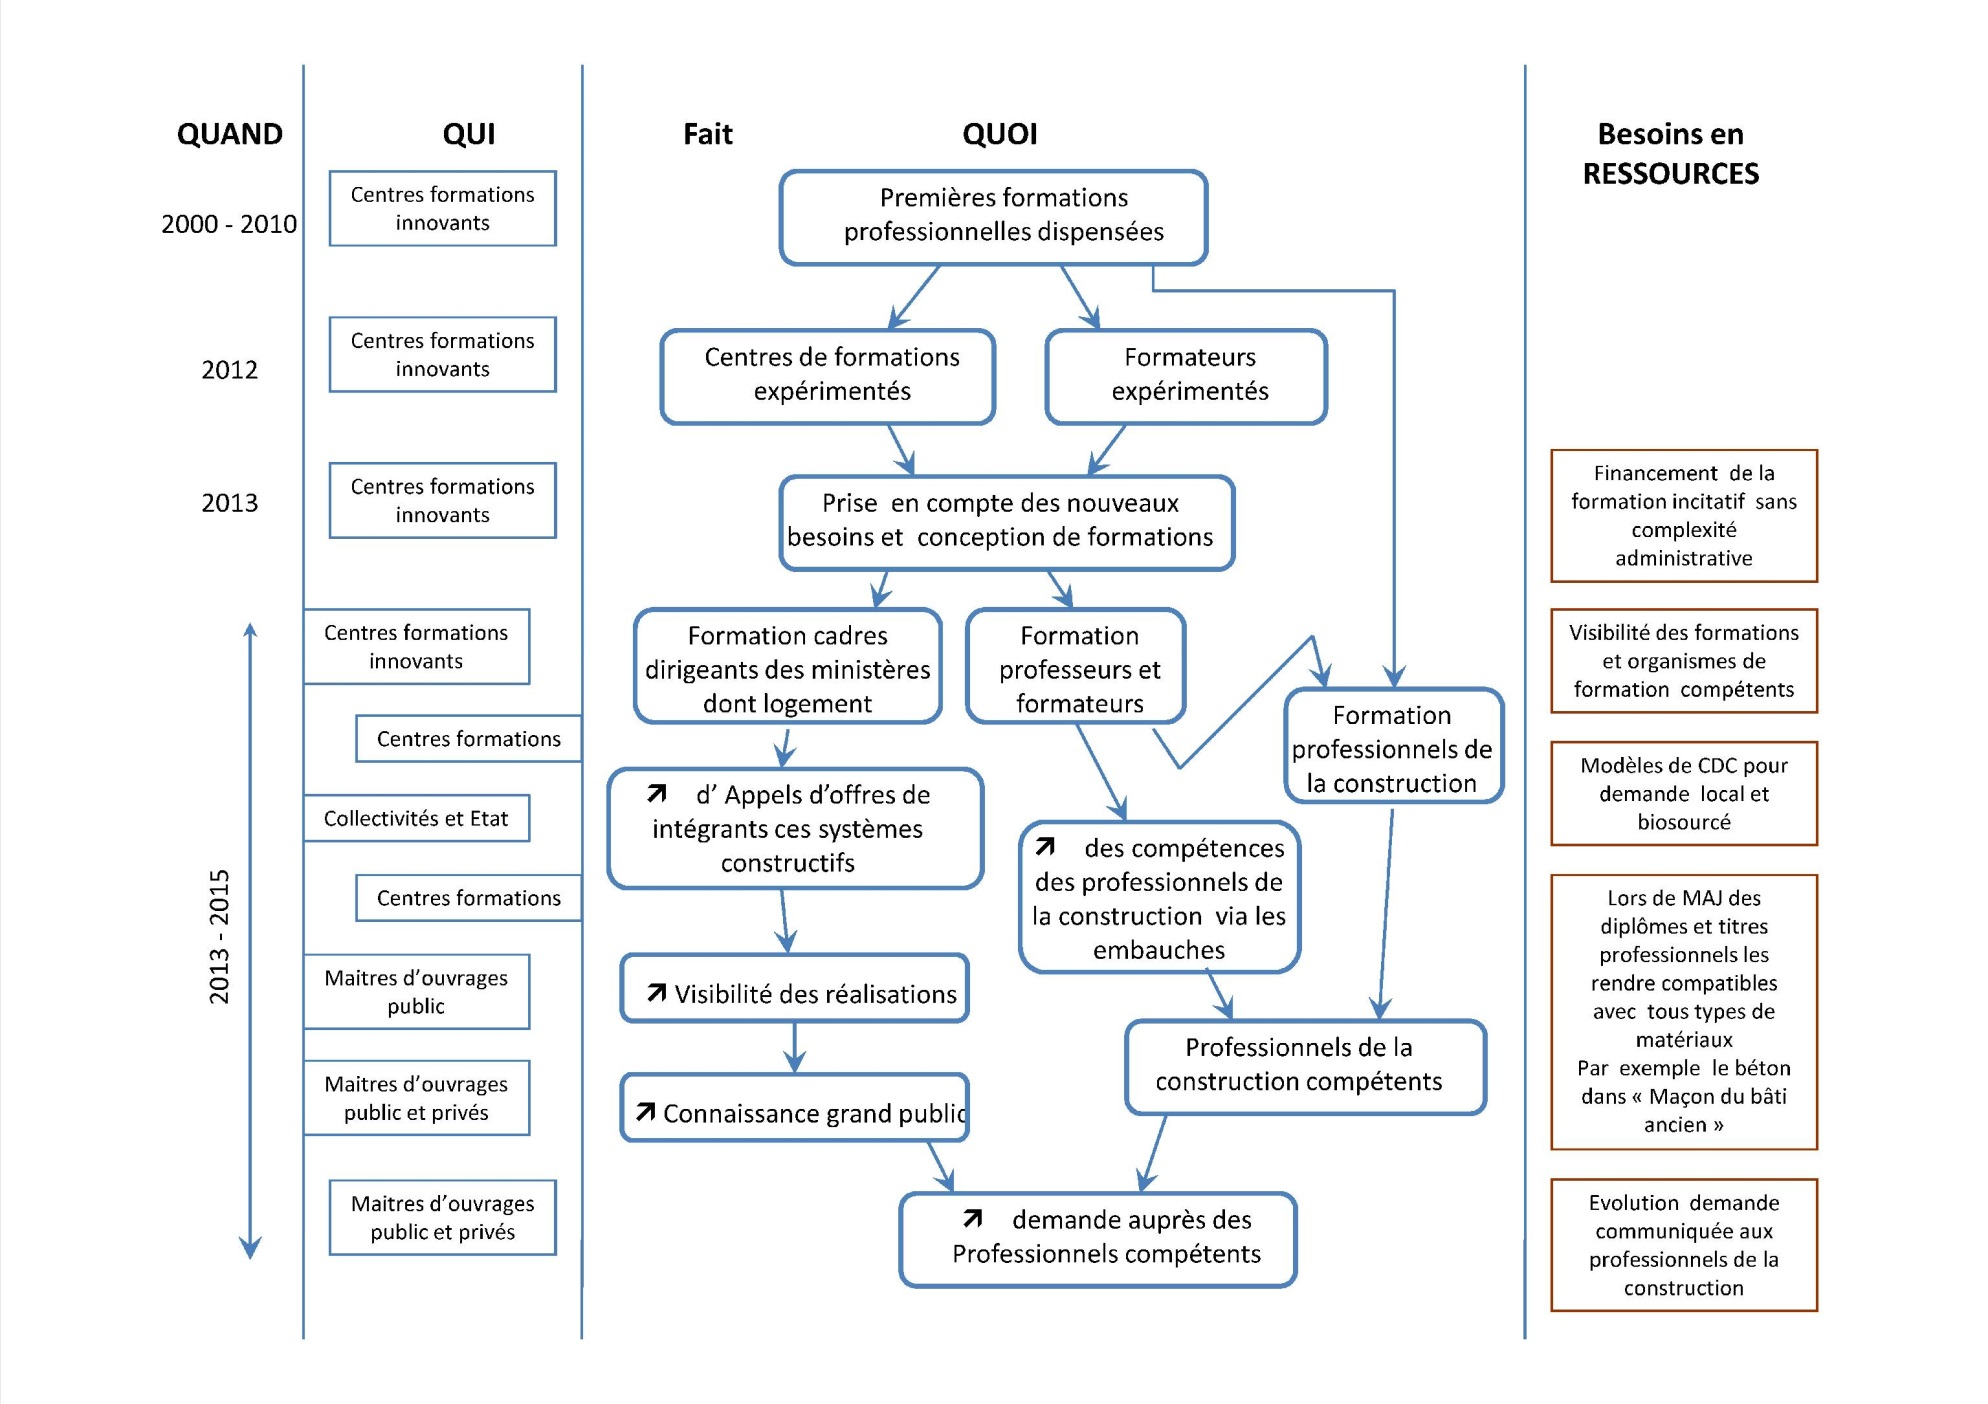 QUAND
QUI
Fait
QUOI
Besoins en
RESSOURCES
2000 - 2010
Centres formations
innovants
Premières formations
professionnelles dispensées
2012
Centres formations
innovants
Centres de formations
expérimentés
Formateurs
expérimentés
2013
Centres formations
innovants
Prise en compte des nouveaux
besoins et conception de formations
Financement de la
formation incitatif sans
complexité
administrative
2013 - 2015
Centres formations
innovants
Centres formations
Collectivités et Etat
Centres formations
Maitres d'ouvrages
public
Maitres d'ouvrages
public et privés
Maitres d'ouvrages
public et privés
Formation cadres
dirigeants des ministères
dont logement
Formation
professeurs et
formateurs
Formation
professionnels de
la construction
↗ d’ Appels d’offres de
intégrants ces systèmes
constructifs
↗ des compétences
des professionnels de
la construction via les
embauches
↗ Visibilité des réalisations
Professionnels de la
construction compétents
↗ Connaissance grand public
↗ demande auprès des
Professionnels compétents
Visibilité des formations
et organismes de
formation compétents
Modèles de CDC pour
demande local et
biosourcé
Lors de MAJ des
diplômes et titres
professionnels les
rendre compatibles
avec tous types de
matériaux
Par exemple le béton
dans « Maçon du bâti
ancien »
Evolution demande
communiquée aux
professionnels de la
construction